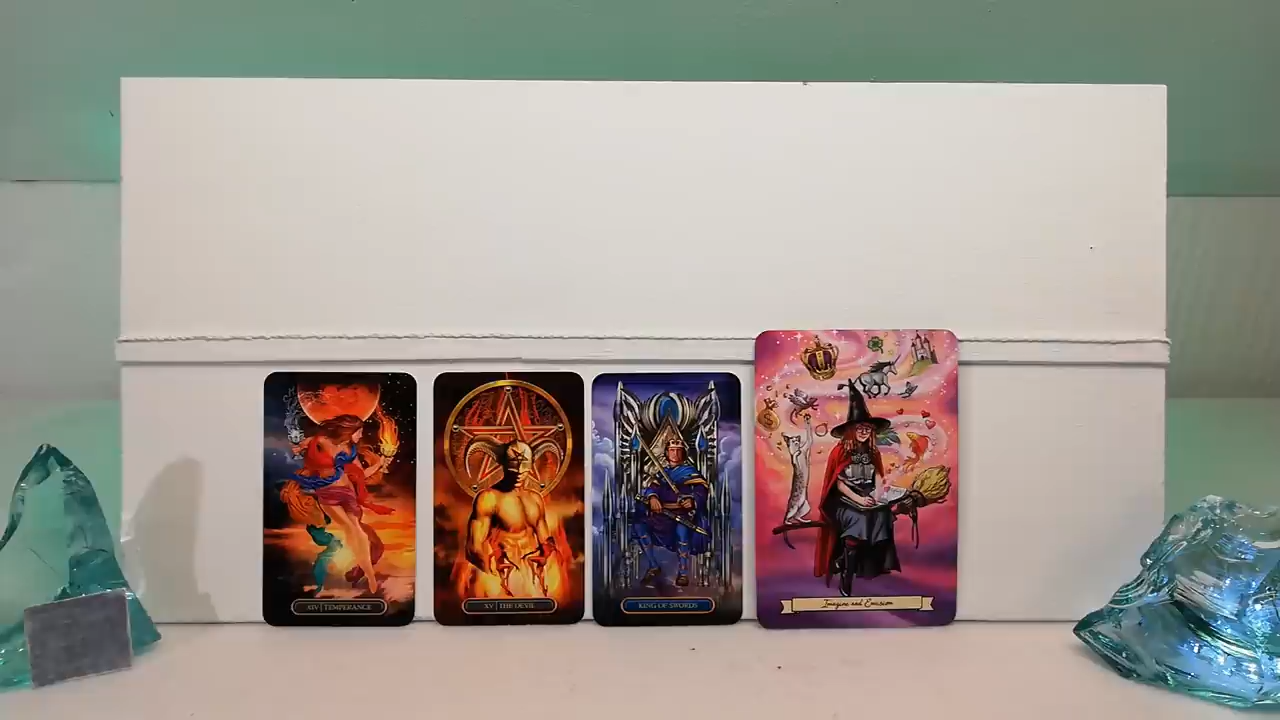 XIV | TEMPERANCE
XV | THE DEVIL
KING OF SWORDS
Imagine and Envision